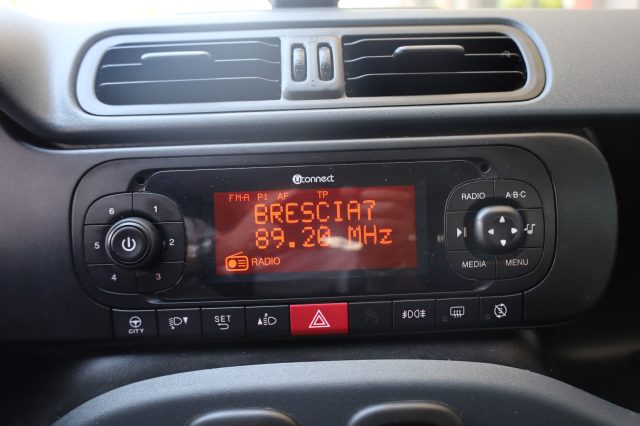 Uconnect
FM-A P1 AF TP
BRESCIA7
89.20 MHz
RADIO
6 1
5 2
4 3
RADIO A·B·C
MEDIA MENU
CITY SET